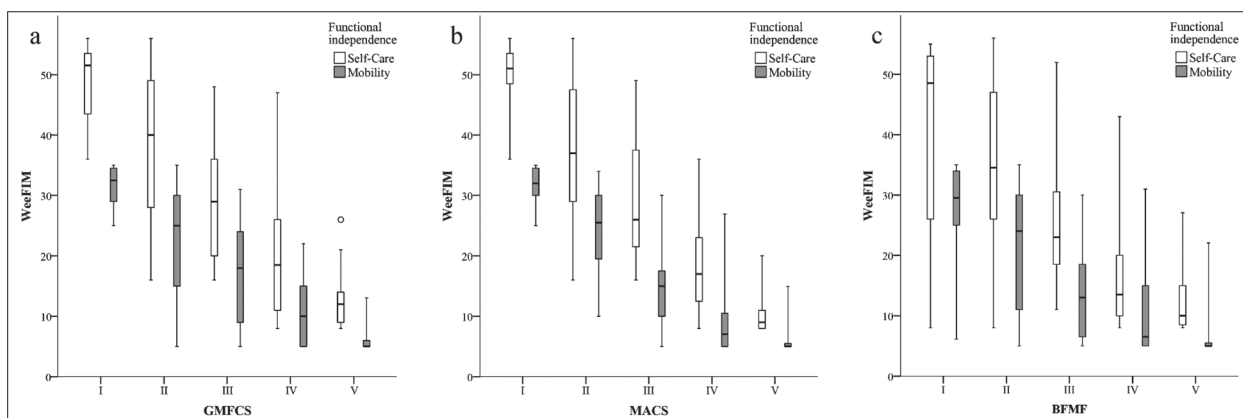 a
Functional
independence
Self-Care
Mobility
50
40
30
20
10
0
WeeFIM
I II III IV V
GMFCS
b
Functional
independence
Self-Care
Mobility
50
40
30
20
10
0
WeeFIM
I II III IV V
MACS
c
Functional
independence
Self-Care
Mobility
50
40
30
20
10
0
WeeFIM
I II III IV V
BFMF